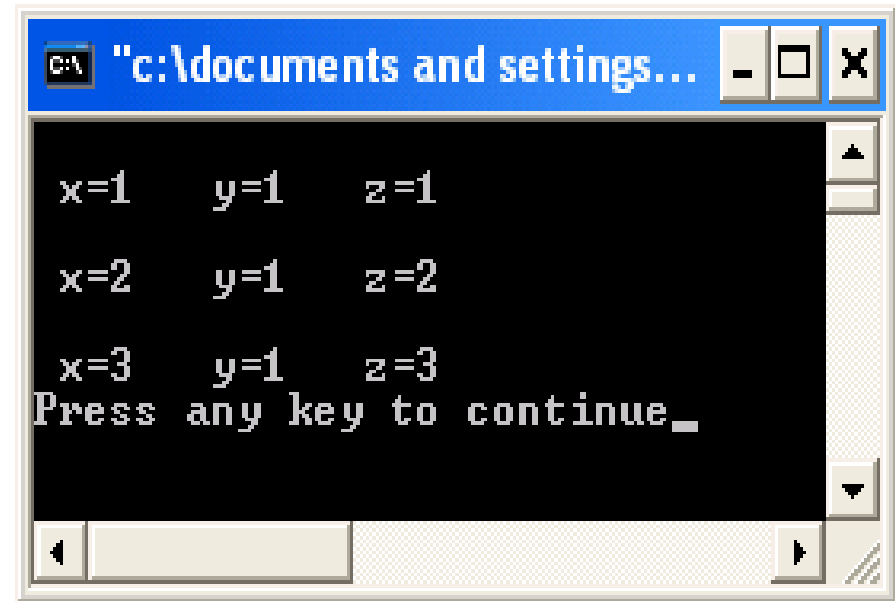 C:\ "c:\documents and settings...
x=1 y=1 z=1
x=2 y=1 z=2
x=3 y=1 z=3
Press any key to continue_